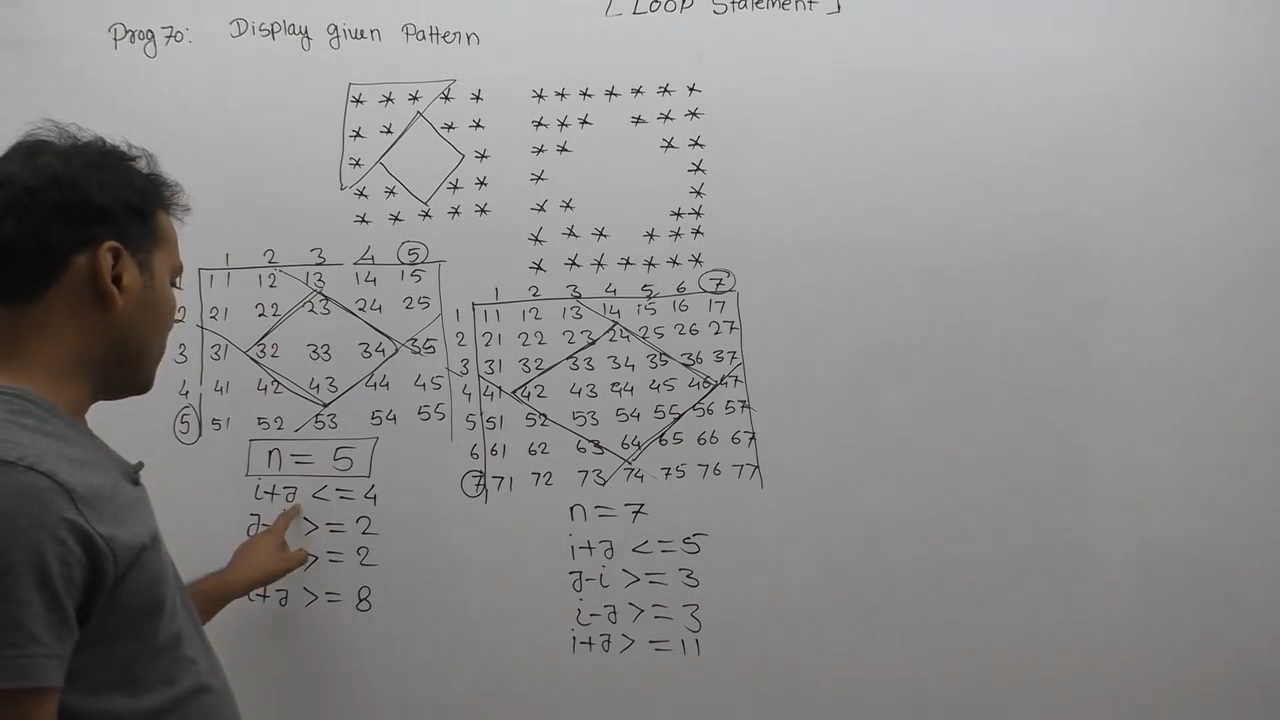 [ Loop Statement ]
Prog 70: Display given Pattern
* * * * *
* * * *
* *
* * * *
* * * * *
* * * * * * *
* * * * * *
* * * *
* *
*
* * * *
* * * * * *
* * * * * * *
1 2 3 4 5
11 12 13 14 15
2 21 22 23 24 25
3 31 32 33 34 35
4 41 42 43 44 45
5 51 52 53 54 55
n = 5
i+j <= 4
>= 2
>= 2
i+j >= 8
1 2 3 4 5 6 7
1 11 12 13 14 15 16 17
2 21 22 23 24 25 26 27
3 31 32 33 34 35 36 37
4 41 42 43 44 45 46 47
5 51 52 53 54 55 56 57
6 61 62 63 64 65 66 67
7 71 72 73 74 75 76 77
n = 7
i+j <= 5
j-i >= 3
i-j >= 3
i+j >= 11